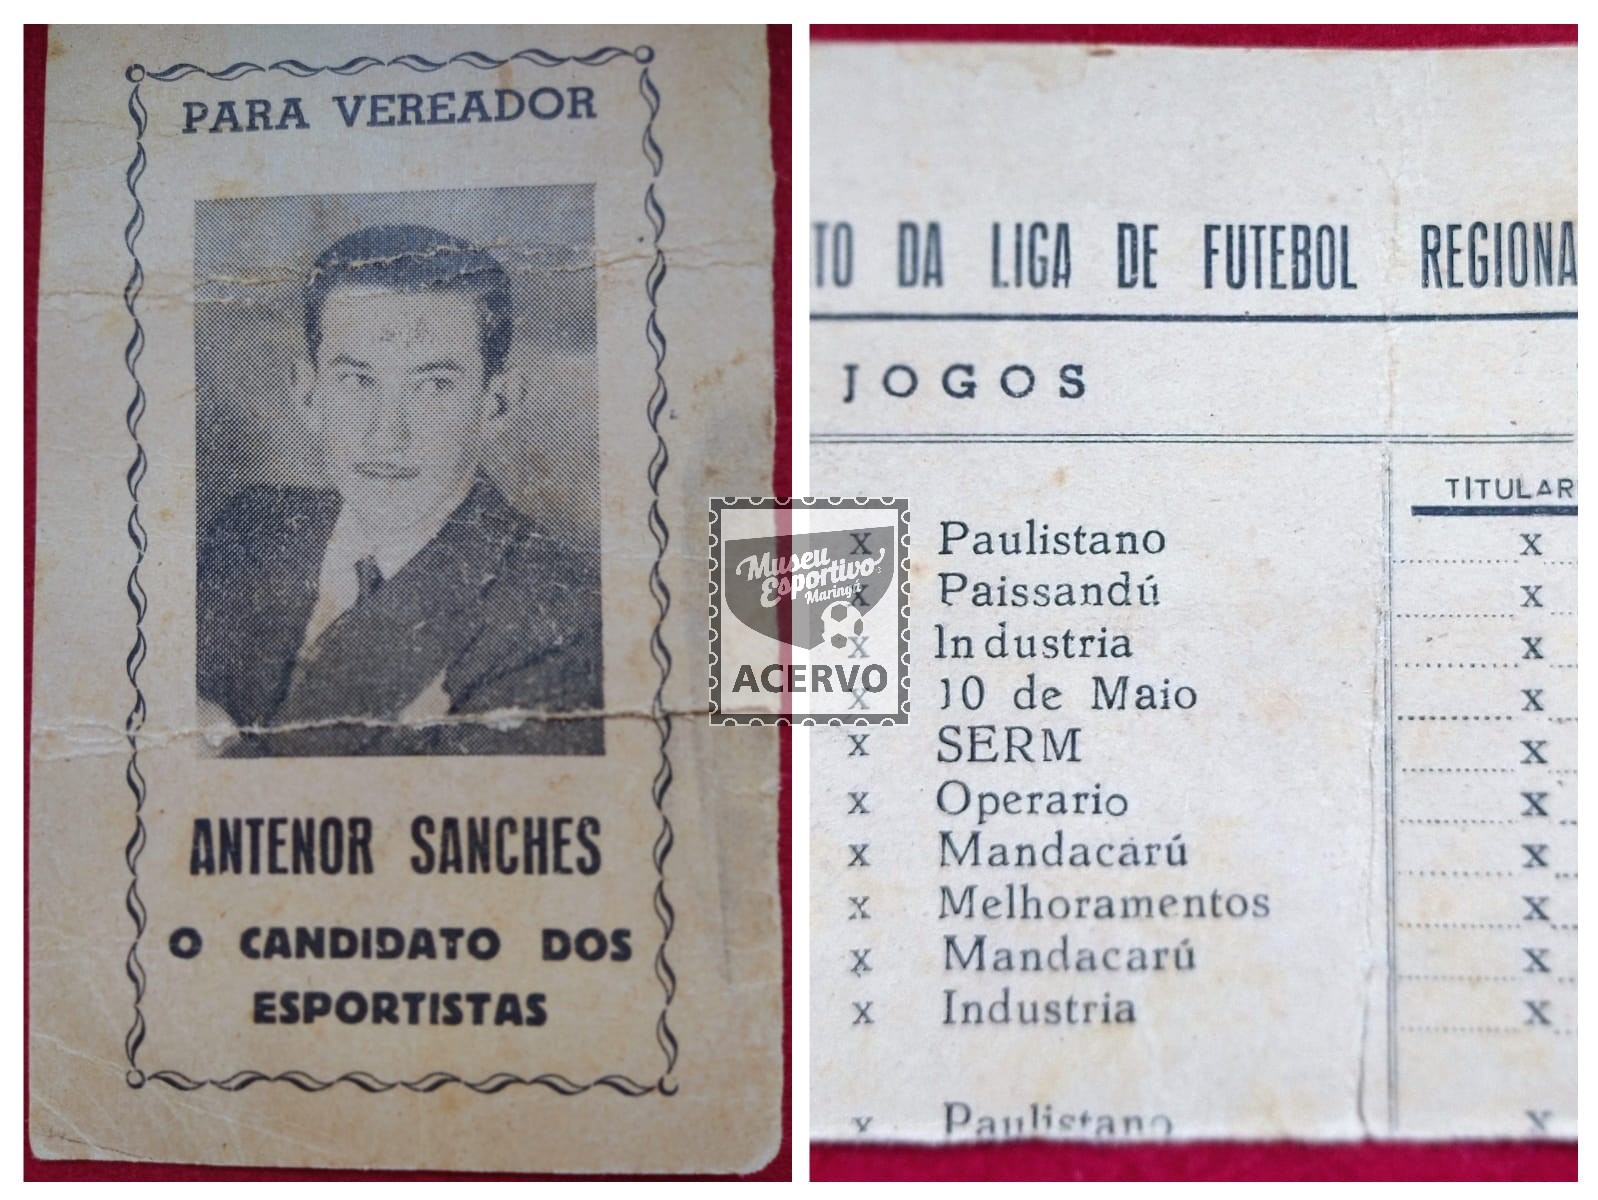 PARA VEREADOR
ANTENOR SANCHES
O CANDIDATO DOS
ESPORTISTAS
TO DA LIGA DE FUTEBOL REGIONA
JOGOS
TITULAR
x Paulistano x
x Paissandú x
x Industria x
x 10 de Maio x
x SERM x
x Operario x
x Mandacarú x
x Melhoramentos x
x Mandacarú x
x Industria x
x Paulistano x
Museu
Esportivo
Maringá
ACERVO